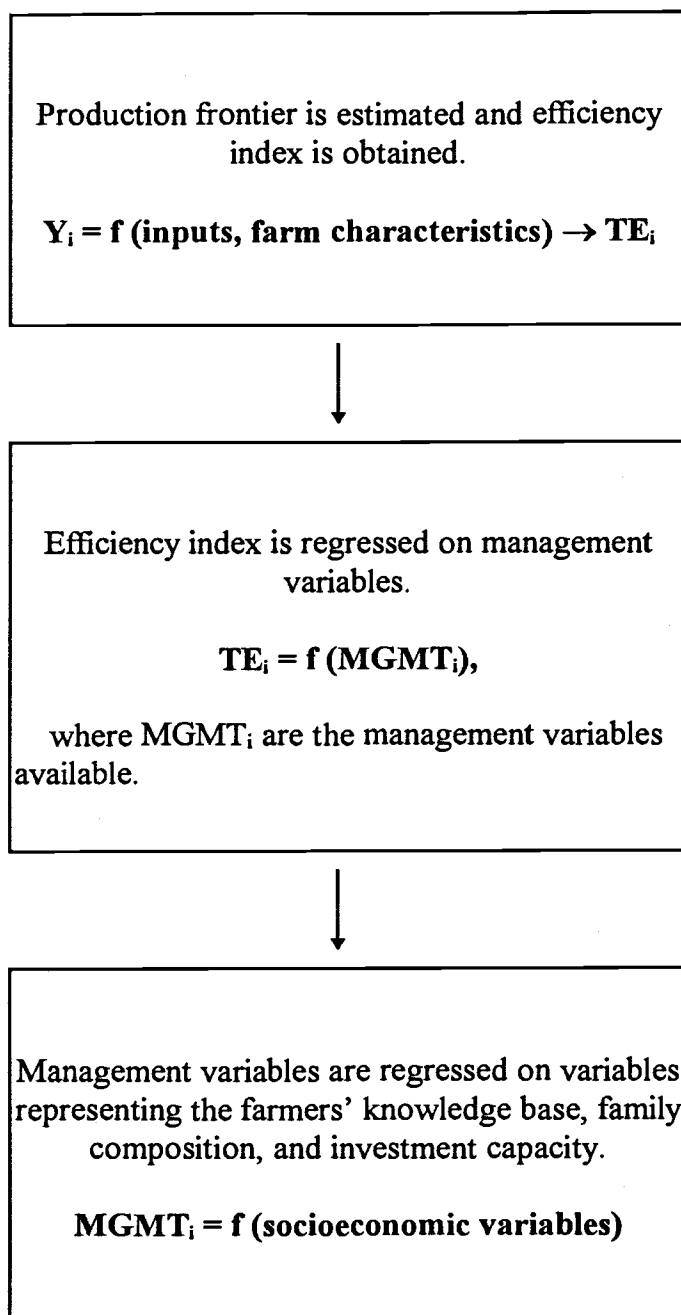 Production frontier is estimated and efficiency
index is obtained.
Yᵢ = f (inputs, farm characteristics) → TEᵢ
Efficiency index is regressed on management
variables.
TEᵢ = f (MGMTᵢ),
where MGMTᵢ are the management variables
available.
Management variables are regressed on variables
representing the farmers’ knowledge base, family
composition, and investment capacity.
MGMTᵢ = f (socioeconomic variables)